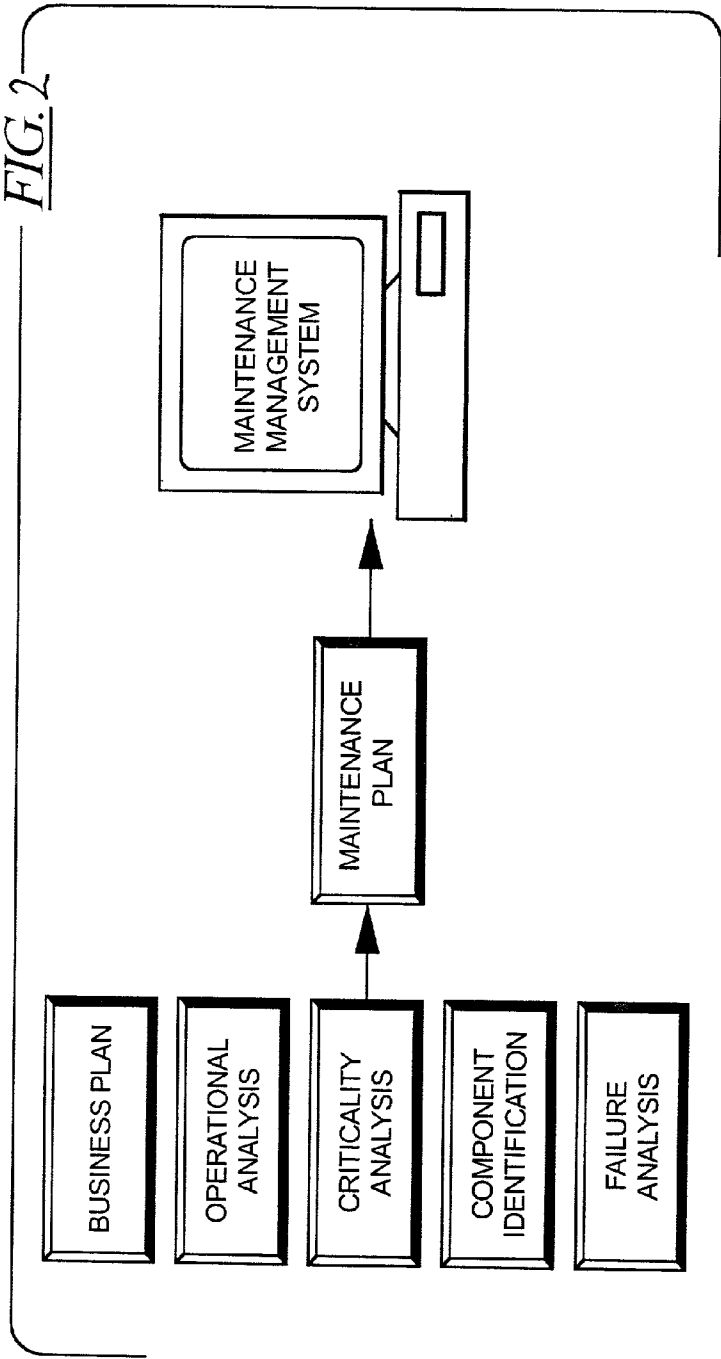 FIG. 2
BUSINESS PLAN
OPERATIONAL
ANALYSIS
CRITICALITY
ANALYSIS
COMPONENT
IDENTIFICATION
FAILURE
ANALYSIS
MAINTENANCE
PLAN
MAINTENANCE
MANAGEMENT
SYSTEM